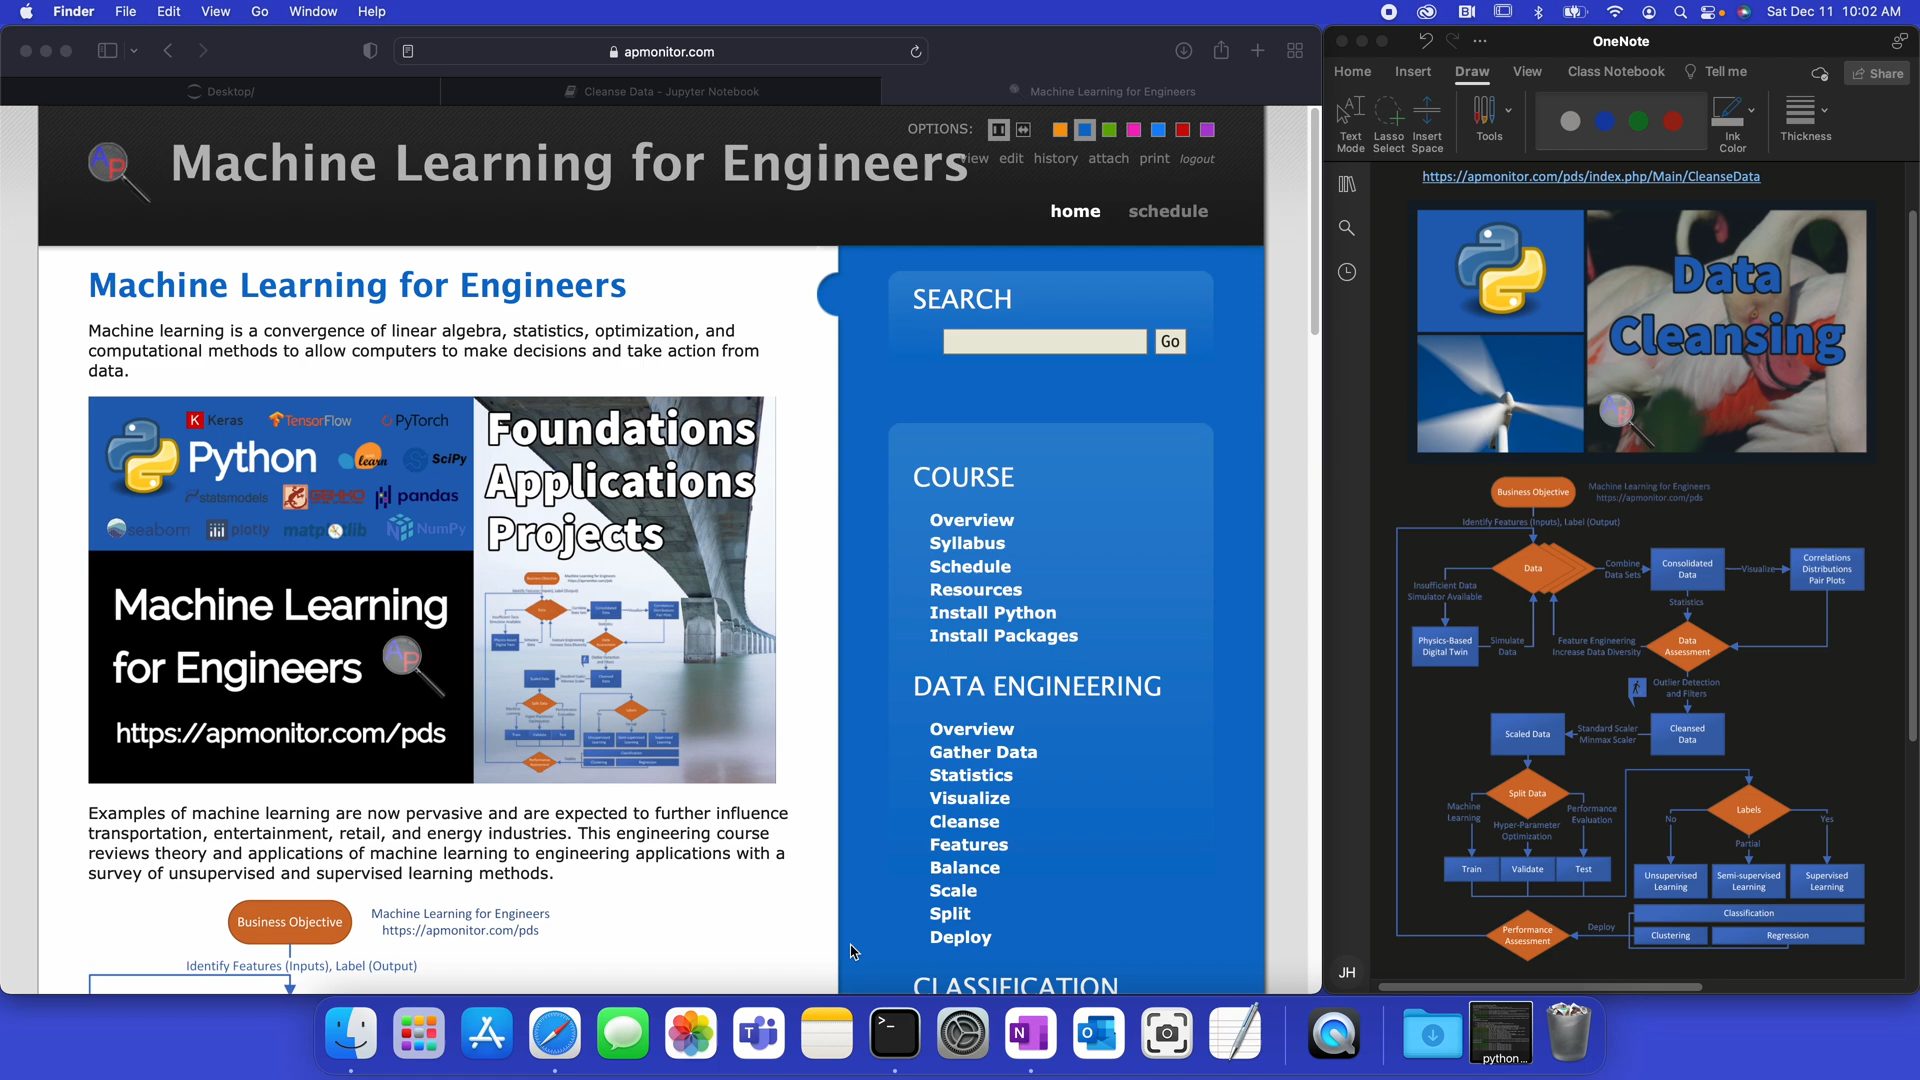 Finder File Edit View Go Window Help
Sat Dec 11 10:02 AM
apmonitor.com
Desktop/
Cleanse Data - Jupyter Notebook
Machine Learning for Engineers
OPTIONS:
view edit history attach print logout
AP
Machine Learning for Engineers
home schedule
Machine Learning for Engineers
Machine learning is a convergence of linear algebra, statistics, optimization, and
computational methods to allow computers to make decisions and take action from
data.
K Keras TensorFlow PyTorch
Python learn SciPy
statsmodels GEKKO pandas
seaborn plotly matplotlib NumPy
Foundations
Applications
Projects
Machine Learning
for Engineers
AP
https://apmonitor.com/pds
Examples of machine learning are now pervasive and are expected to further influence
transportation, entertainment, retail, and energy industries. This engineering course
reviews theory and applications of machine learning to engineering applications with a
survey of unsupervised and supervised learning methods.
Business Objective
Machine Learning for Engineers
https://apmonitor.com/pds
Identify Features (Inputs), Label (Output)
SEARCH
Go
COURSE
Overview
Syllabus
Schedule
Resources
Install Python
Install Packages
DATA ENGINEERING
Overview
Gather Data
Statistics
Visualize
Cleanse
Features
Balance
Scale
Split
Deploy
CLASSIFICATION
OneNote
Home Insert Draw View Class Notebook Tell me
Share
Text
Mode
Lasso
Select
Insert
Space
Tools
Ink
Color
Thickness
https://apmonitor.com/pds/index.php/Main/CleanseData
Data
Cleansing
AP
Business Objective
Machine Learning for Engineers
https://apmonitor.com/pds
Identify Features (Inputs), Label (Output)
Data
Combine
Data Sets
Consolidated
Data
Visualize
Correlations
Distributions
Pair Plots
Insufficient Data
Simulator Available
Statistics
Physics-Based
Digital Twin
Simulate
Data
Feature Engineering
Increase Data Diversity
Data
Assessment
Outlier Detection
and Filters
Scaled Data
Standard Scaler
Minmax Scaler
Cleansed
Data
Split Data
Machine
Learning
Performance
Evaluation
Hyper-Parameter
Optimization
Labels
No
Yes
Partial
Train
Validate
Test
Unsupervised
Learning
Semi-supervised
Learning
Supervised
Learning
Classification
Clustering
Regression
Deploy
Performance
Assessment
JH
python...